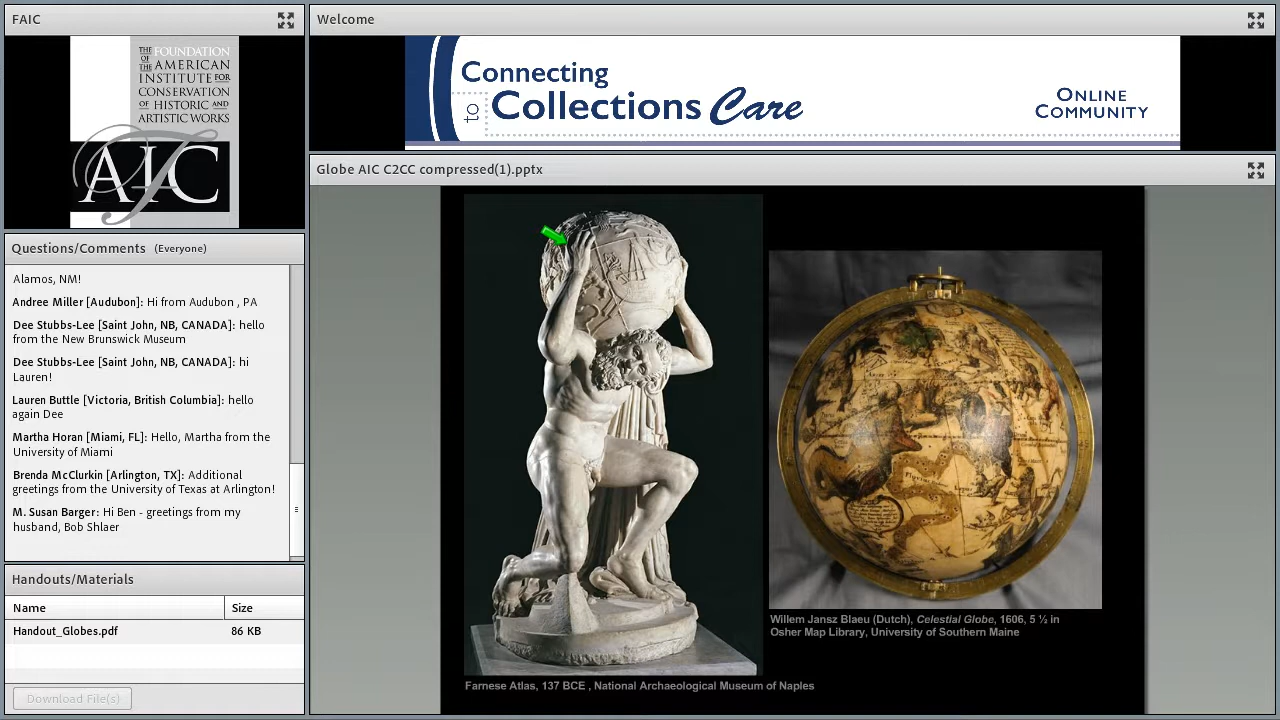 FAIC
THE FOUNDATION
OF THE AMERICAN
INSTITUTE FOR
CONSERVATION
OF HISTORIC AND
ARTISTIC WORKS
AIC
Welcome
Connecting
to Collections Care
ONLINE
COMMUNITY
Questions/Comments (Everyone)
Alamos, NM!
Andree Miller [Audubon]: Hi from Audubon , PA
Dee Stubbs-Lee [Saint John, NB, CANADA]: hello
from the New Brunswick Museum
Dee Stubbs-Lee [Saint John, NB, CANADA]: hi
Lauren!
Lauren Buttle [Victoria, British Columbia]: hello
again Dee
Martha Horan [Miami, FL]: Hello, Martha from the
University of Miami
Brenda McClurkin [Arlington, TX]: Additional
greetings from the University of Texas at Arlington!
M. Susan Barger: Hi Ben - greetings from my
husband, Bob Shlaer
Handouts/Materials
Name Size
Handout_Globes.pdf 86 KB
Download File(s)
Globe AIC C2CC compressed(1).pptx
Willem Jansz Blaeu (Dutch), Celestial Globe, 1606, 5 ½ in
Osher Map Library, University of Southern Maine
Farnese Atlas, 137 BCE , National Archaeological Museum of Naples